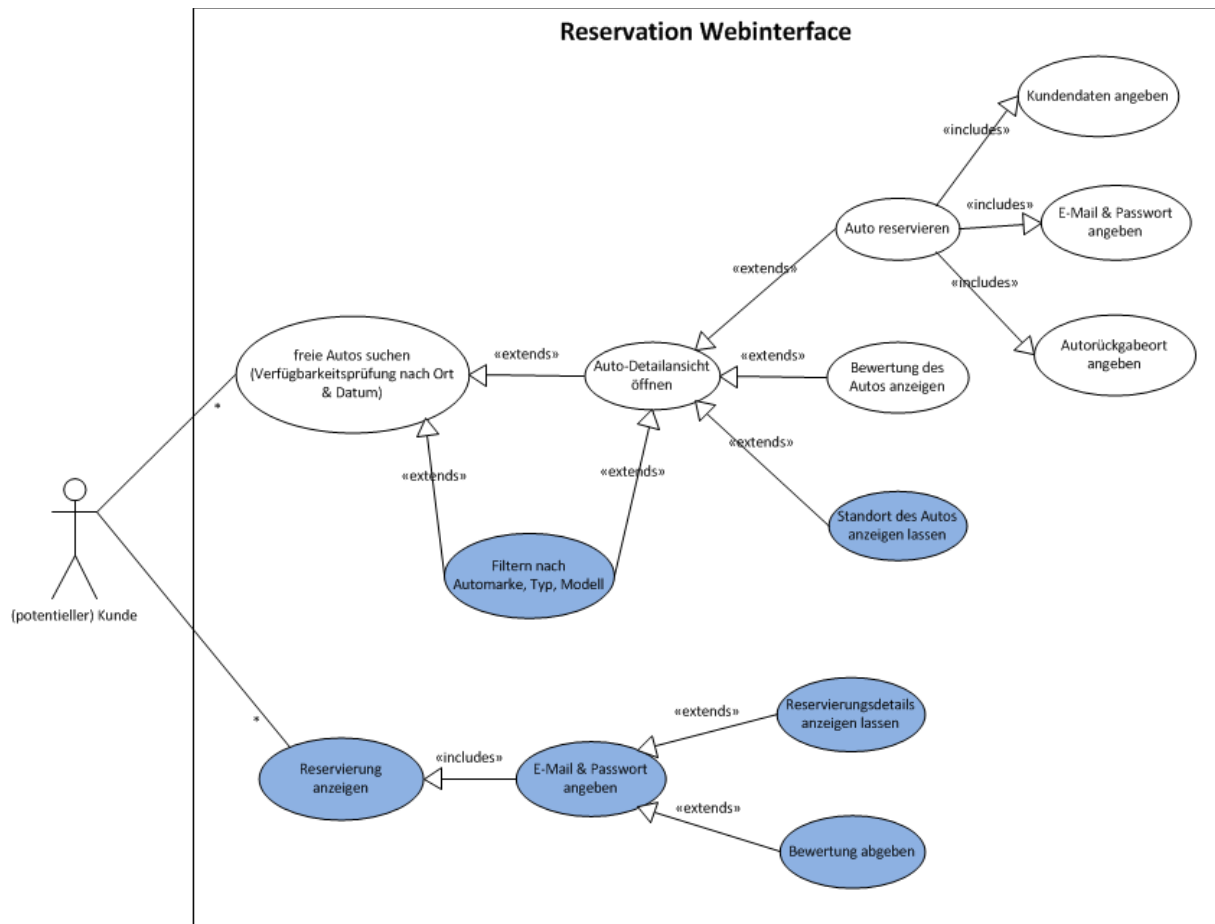 Reservation Webinterface
Kundendaten angeben
«includes»
«includes»
E-Mail & Passwort
angeben
Auto reservieren
«extends»
«includes»
freie Autos suchen
(Verfügbarkeitsprüfung nach Ort
& Datum)
«extends»
Auto-Detailansicht
öffnen
«extends»
Bewertung des
Autos anzeigen
Autorückgabeort
angeben
*
«extends»
«extends»
«extends»
Standort des Autos
anzeigen lassen
Filtern nach
Automarke, Typ, Modell
(potentieller) Kunde
*
Reservierung
anzeigen
«includes»
E-Mail & Passwort
angeben
«extends»
Reservierungsdetails
anzeigen lassen
«extends»
Bewertung abgeben